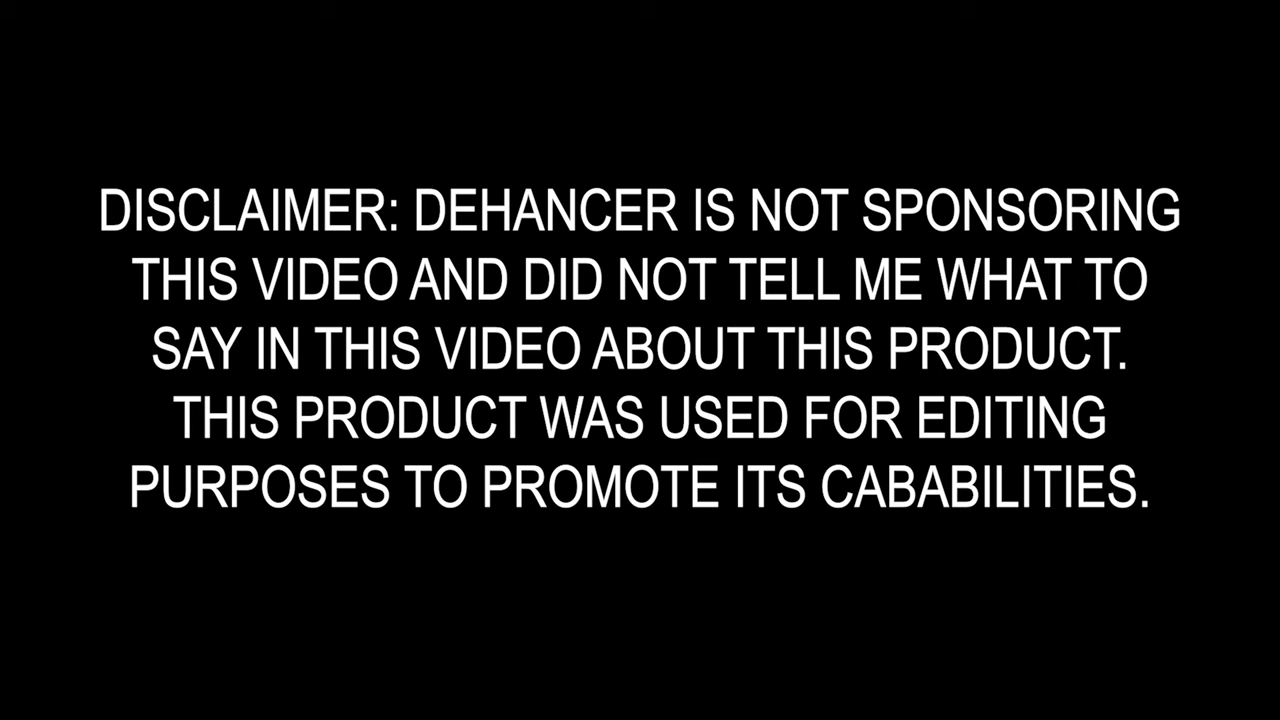 DISCLAIMER: DEHANCER IS NOT SPONSORING
THIS VIDEO AND DID NOT TELL ME WHAT TO
SAY IN THIS VIDEO ABOUT THIS PRODUCT.
THIS PRODUCT WAS USED FOR EDITING
PURPOSES TO PROMOTE ITS CABABILITIES.